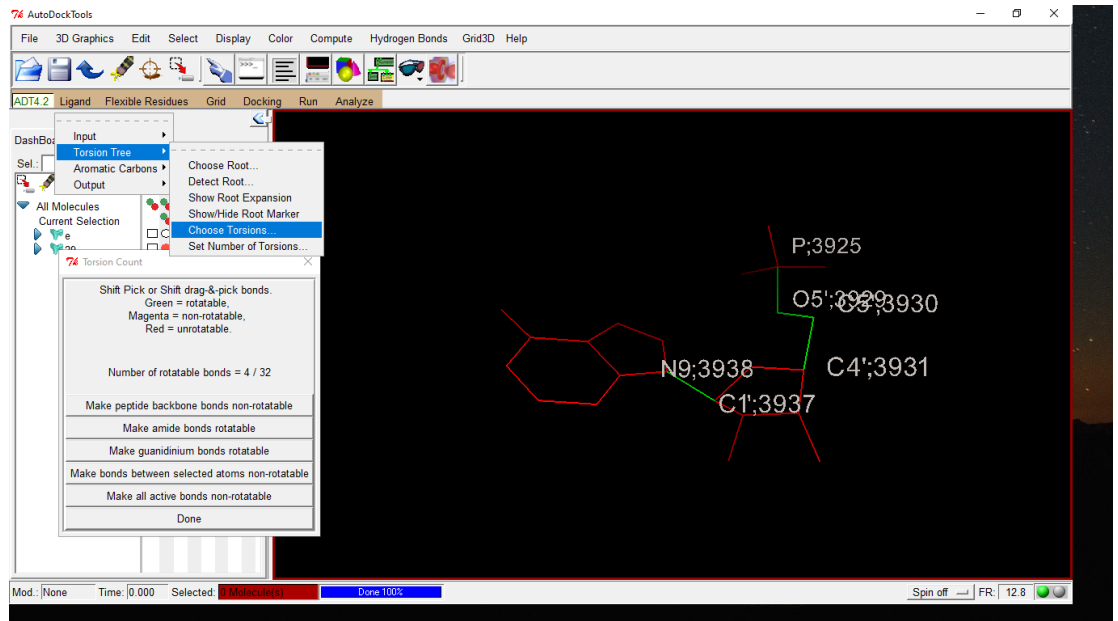 AutoDockTools
File 3D Graphics Edit Select Display Color Compute Hydrogen Bonds Grid3D Help
ADT4.2 Ligand Flexible Residues Grid Docking Run Analyze
Input
DashBoa
Torsion Tree
Sel.:
Choose Root...
Aromatic Carbons
Detect Root...
Output
Show Root Expansion
All Molecules
Show/Hide Root Marker
Current Selection
Choose Torsions...
e
Set Number of Torsions...
Torsion Count
Shift Pick or Shift drag-&-pick bonds.
Green = rotatable,
Magenta = non-rotatable,
Red = unrotatable.
Number of rotatable bonds = 4 / 32
Make peptide backbone bonds non-rotatable
Make amide bonds rotatable
Make guanidinium bonds rotatable
Make bonds between selected atoms non-rotatable
Make all active bonds non-rotatable
Done
P;3925
O5';3929
C5';3930
N9;3938
C4';3931
C1';3937
Mod.: None Time: 0.000 Selected: 0 Molecule(s) Done 100% Spin off FR: 12.8